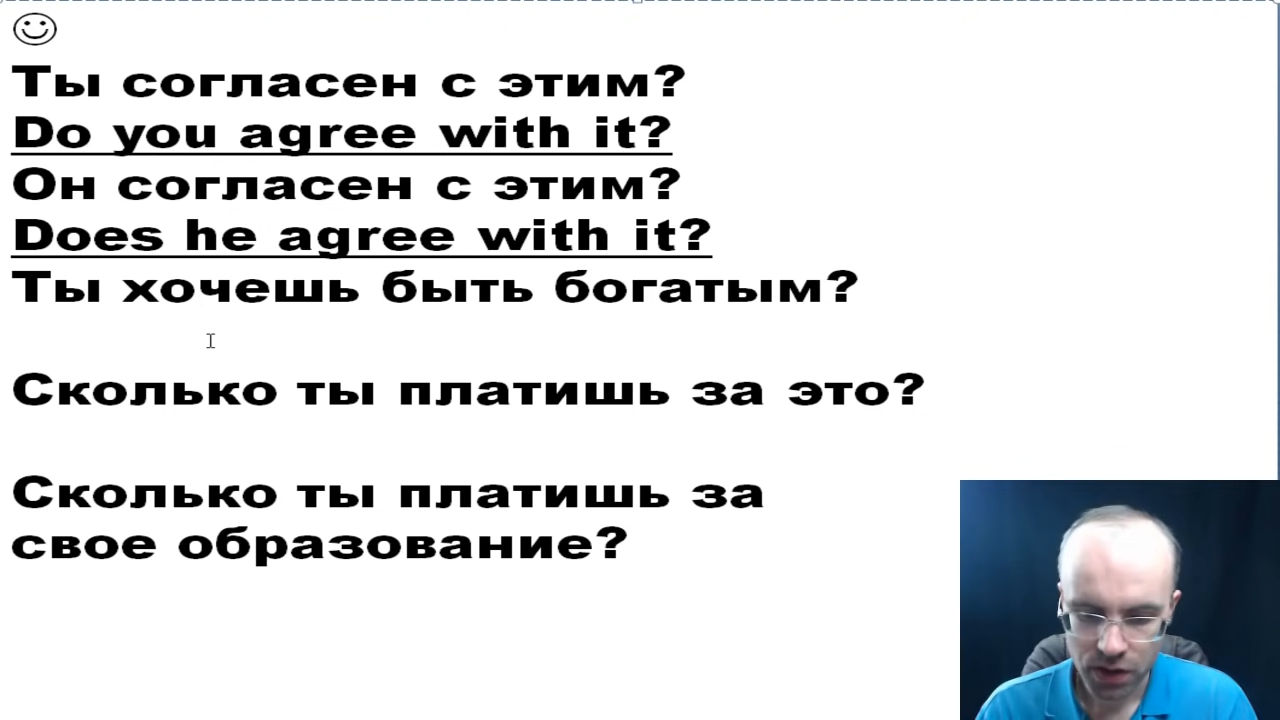 Ты согласен с этим?
Do you agree with it?
Он согласен с этим?
Does he agree with it?
Ты хочешь быть богатым?
Сколько ты платишь за это?
Сколько ты платишь за
свое образование?